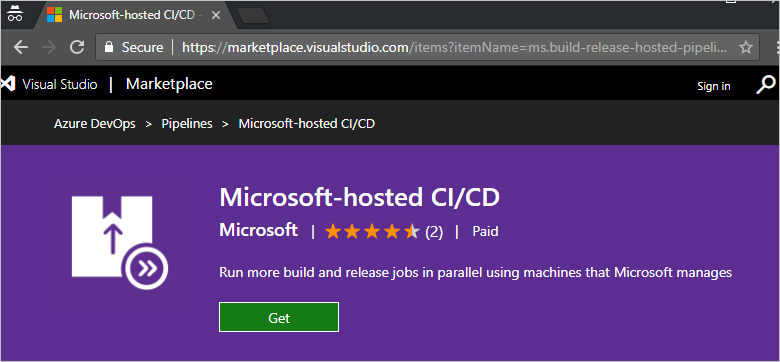 Microsoft-hosted CI/CD -
Secure | https://marketplace.visualstudio.com/items?itemName=ms.build-release-hosted-pipeli...
Visual Studio | Marketplace
Sign in
Azure DevOps > Pipelines > Microsoft-hosted CI/CD
Microsoft-hosted CI/CD
Microsoft | (2) | Paid
Run more build and release jobs in parallel using machines that Microsoft manages
Get